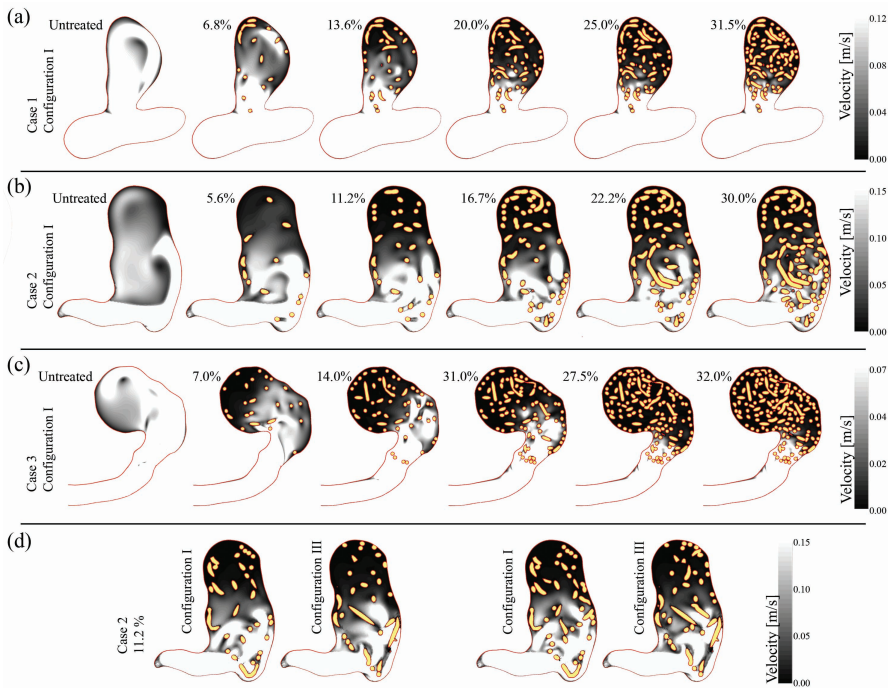 (a)
Case 1
Configuration I
Untreated
6.8%
13.6%
20.0%
25.0%
31.5%
Velocity [m/s]
0.12
0.08
0.04
0.00
(b)
Case 2
Configuration I
Untreated
5.6%
11.2%
16.7%
22.2%
30.0%
Velocity [m/s]
0.15
0.10
0.05
0.00
(c)
Case 3
Configuration I
Untreated
7.0%
14.0%
31.0%
27.5%
32.0%
Velocity [m/s]
0.07
0.04
0.02
0.00
(d)
Case 2
11.2 %
Configuration I
Configuration III
Configuration I
Configuration III
Velocity [m/s]
0.15
0.10
0.05
0.00